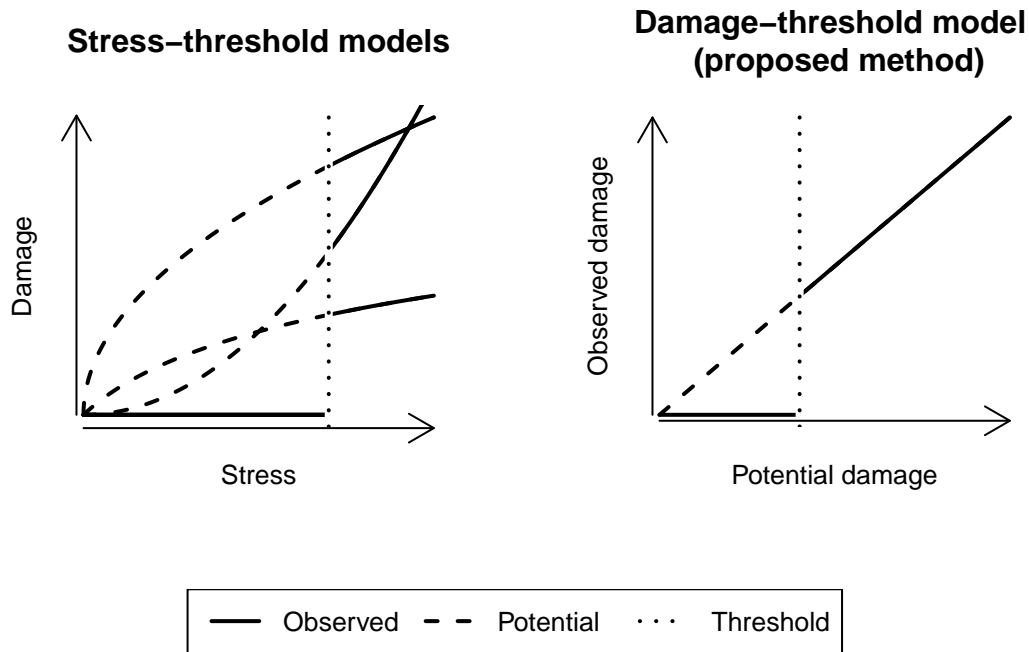 Stress−threshold models
Damage
Stress
Damage−threshold model
(proposed method)
Observed damage
Potential damage
Observed
Potential
Threshold